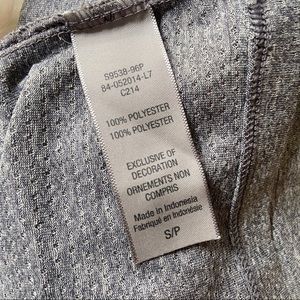 59538-96P
84-052014-L7
C214
100% POLYESTER
100% POLYESTER
EXCLUSIVE OF
DECORATION
ORNEMENTS NON
COMPRIS
Made in Indonesia
Fabriqué en Indonésie
S/P